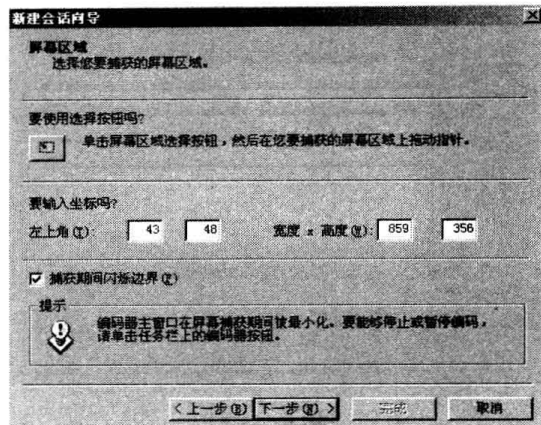 新建会话向导
屏幕区域
选择您要捕获的屏幕区域。
要使用选择按钮吗?
单击屏幕区域选择按钮，然后在您要捕获的屏幕区域上拖动指针。
要输入坐标吗?
左上角(T): 43 48 宽度 x 高度(W): 859 356
捕获期间闪烁边界(F)
提示
编码器主窗口在屏幕捕获期间被最小化。要能够停止或暂停编码，
请单击任务栏上的编码器按钮。
< 上一步(B) 下一步(N) > 完成 取消